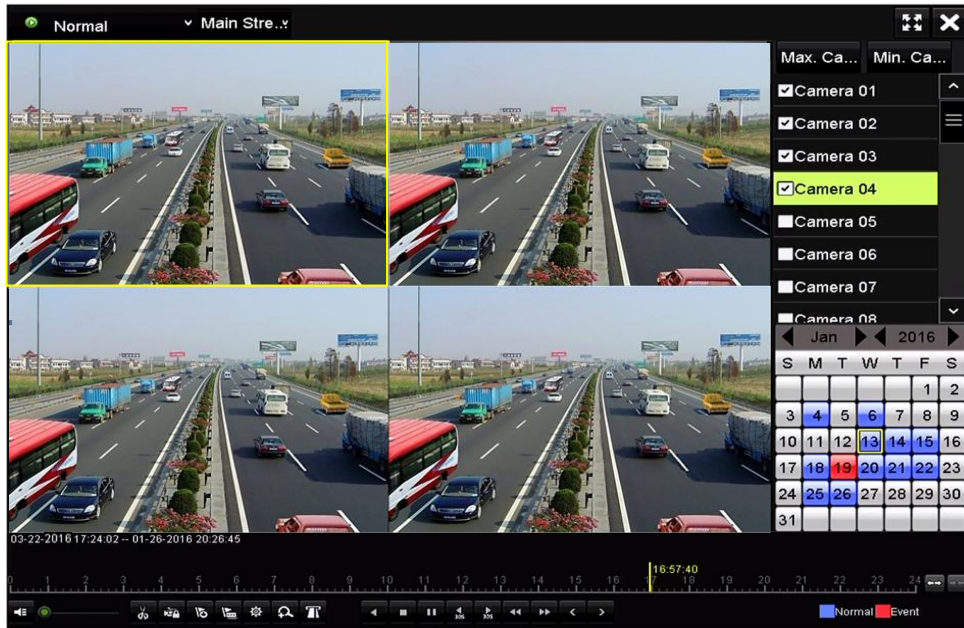 Normal Main Stre..
Max. Ca... Min. Ca...
Camera 01
Camera 02
Camera 03
Camera 04
Camera 05
Camera 06
Camera 07
Camera 08
Jan 2016
S M T W T F S
1 2
3 4 5 6 7 8 9
10 11 12 13 14 15 16
17 18 19 20 21 22 23
24 25 26 27 28 29 30
31
03-22-2016 17:24:02 -- 01-26-2016 20:26:45
16:57:40
0 1 2 3 4 5 6 7 8 9 10 11 12 13 14 15 16 17 18 19 20 21 22 23 24
30S 30S
Normal Event